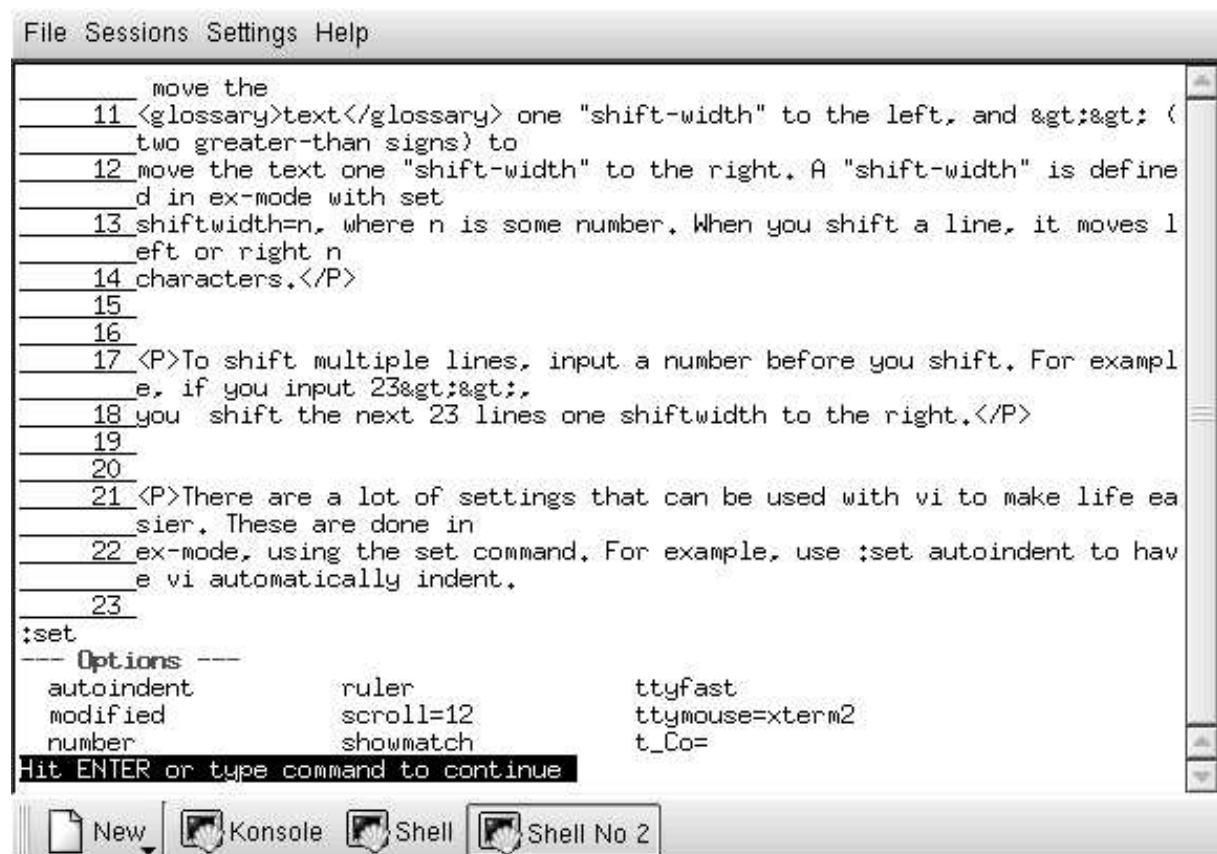 File Sessions Settings Help
move the
11 <glossary>text</glossary> one "shift-width" to the left, and &gt;&gt; (
two greater-than signs) to
12 move the text one "shift-width" to the right. A "shift-width" is define
d in ex-mode with set
13 shiftwidth=n, where n is some number. When you shift a line, it moves l
eft or right n
14 characters.</P>
15
16
17 <P>To shift multiple lines, input a number before you shift. For exampl
e, if you input 23&gt;&gt;,
18 you  shift the next 23 lines one shiftwidth to the right.</P>
19
20
21 <P>There are a lot of settings that can be used with vi to make life ea
sier. These are done in
22 ex-mode, using the set command. For example, use :set autoindent to hav
e vi automatically indent.
23
:set
--- Options ---
autoindent ruler ttyfast
modified scroll=12 ttymouse=xterm2
number showmatch t_Co=
Hit ENTER or type command to continue
New Konsole Shell Shell No 2